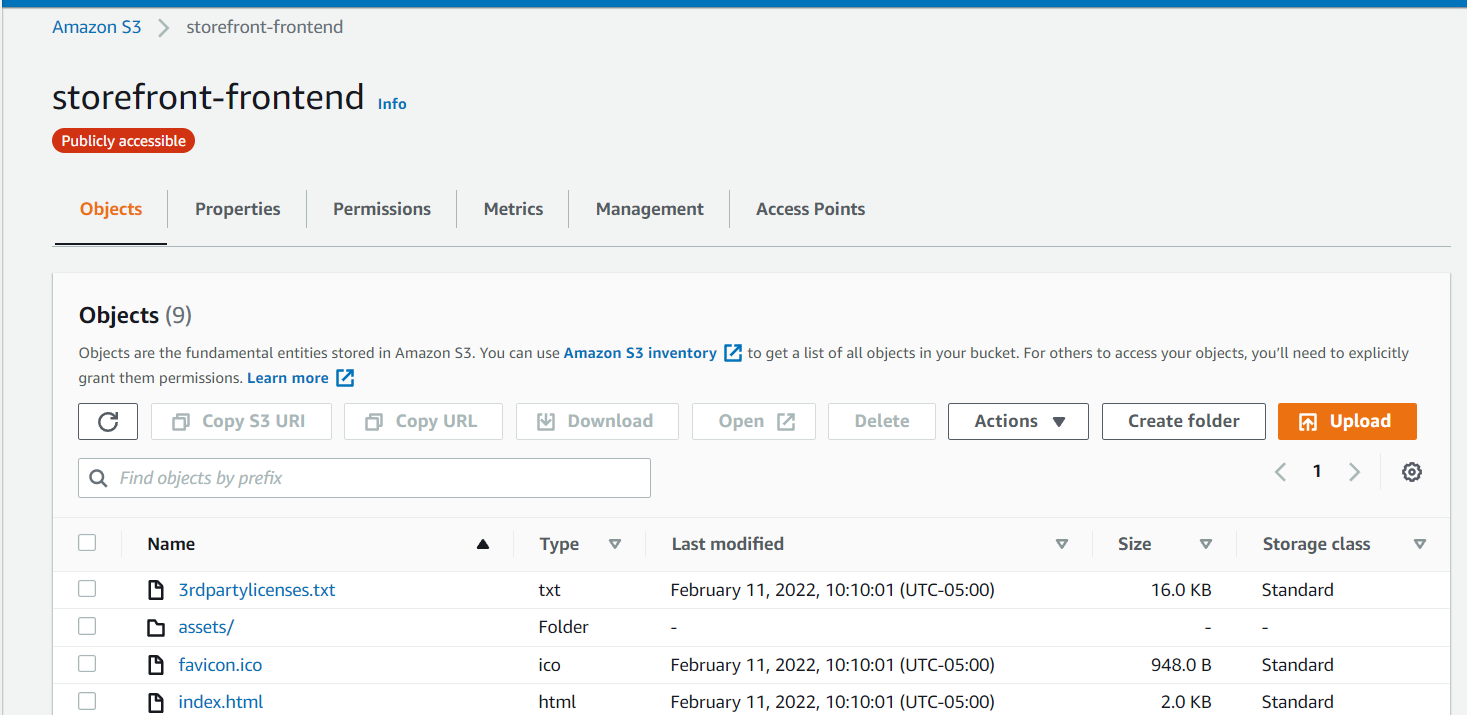 Amazon S3 storefront-frontend
storefront-frontend Info
Publicly accessible
Objects Properties Permissions Metrics Management Access Points
Objects (9)
Objects are the fundamental entities stored in Amazon S3. You can use Amazon S3 inventory to get a list of all objects in your bucket. For others to access your objects, you'll need to explicitly
grant them permissions. Learn more
Copy S3 URI Copy URL Download Open Delete Actions Create folder Upload
Find objects by prefix 1
Name Type Last modified Size Storage class
3rdpartylicenses.txt txt February 11, 2022, 10:10:01 (UTC-05:00) 16.0 KB Standard
assets/ Folder - - -
favicon.ico ico February 11, 2022, 10:10:01 (UTC-05:00) 948.0 B Standard
index.html html February 11, 2022, 10:10:01 (UTC-05:00) 2.0 KB Standard